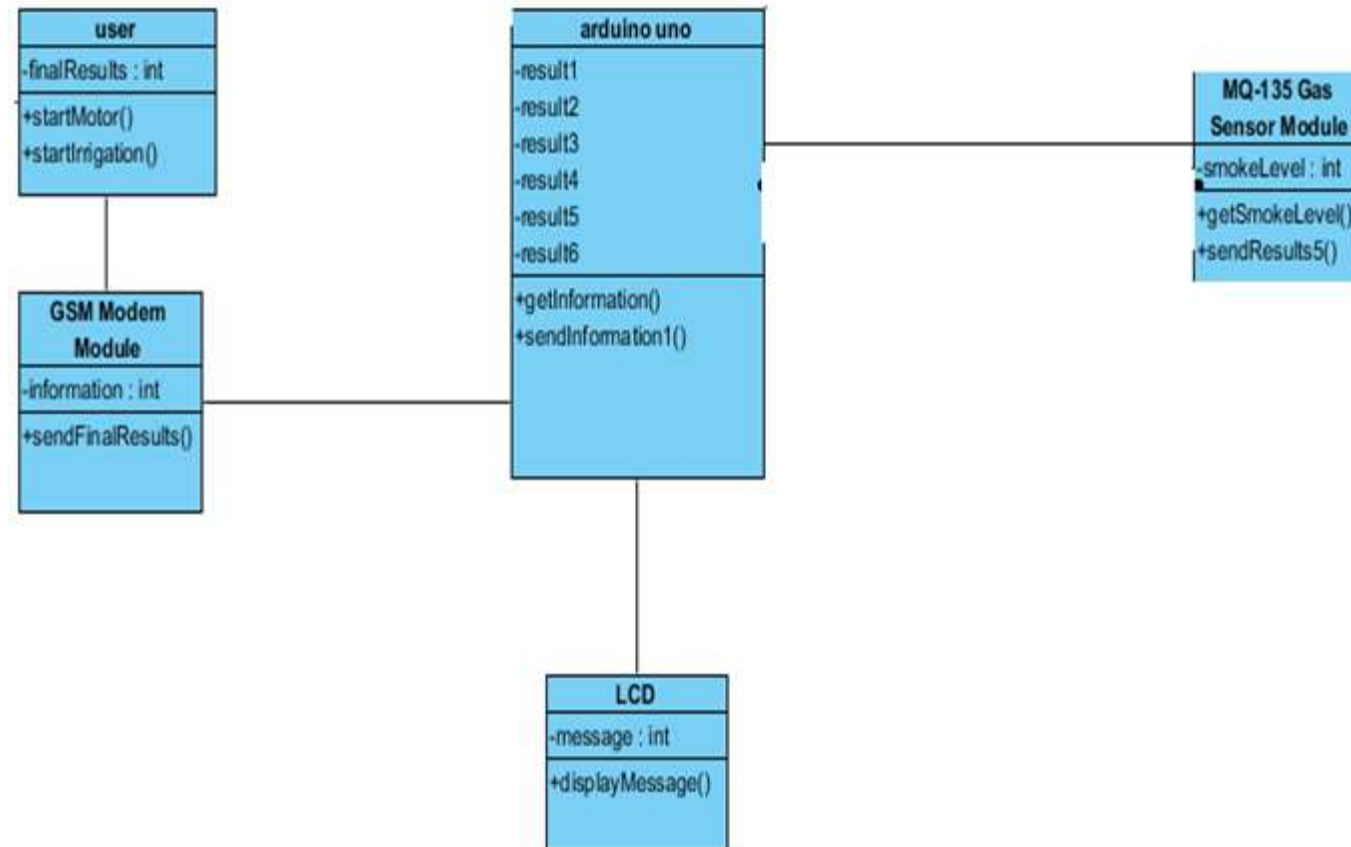 user
-finalResults : int
+startMotor()
+startIrrigation()
GSM Modem
Module
-information : int
+sendFinalResults()
arduino uno
-result1
-result2
-result3
-result4
-result5
-result6
+getInformation()
+sendInformation1()
MQ-135 Gas
Sensor Module
-smokeLevel : int
+getSmokeLevel()
+sendResults5()
LCD
-message : int
+displayMessage()